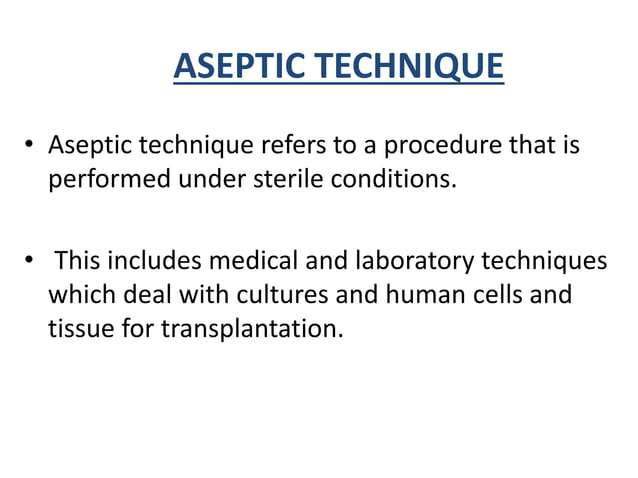 ASEPTIC TECHNIQUE
• Aseptic technique refers to a procedure that is
performed under sterile conditions.
• This includes medical and laboratory techniques
which deal with cultures and human cells and
tissue for transplantation.